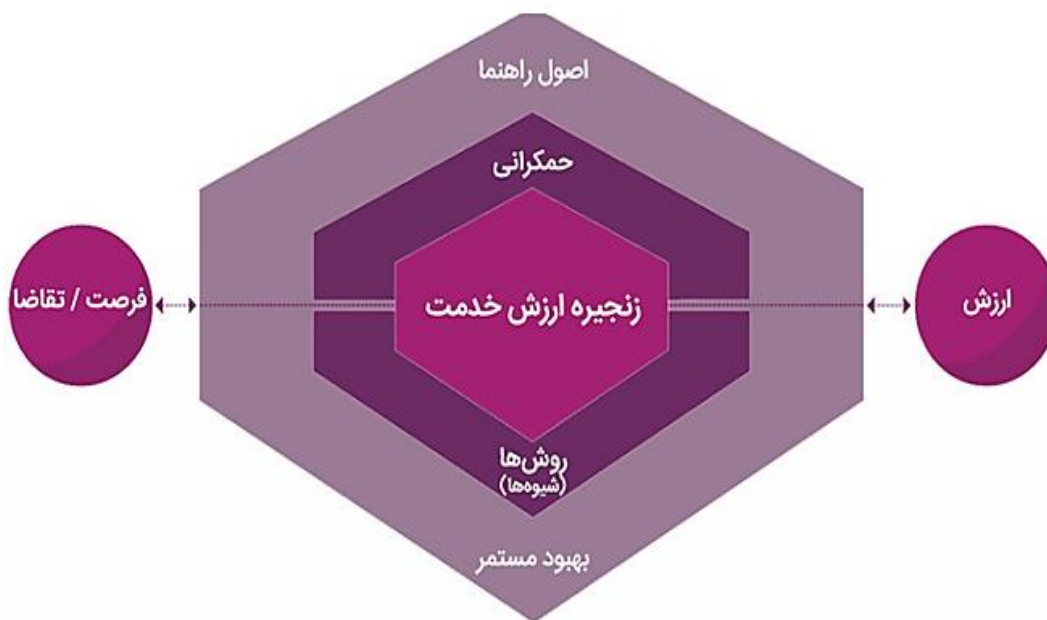 اصول راهنما
حمکرانی
فرصت / تقاضا
زنجیره ارزش خدمت
ارزش
روش‌ها
(شیوه‌ها)
بهبود مستمر